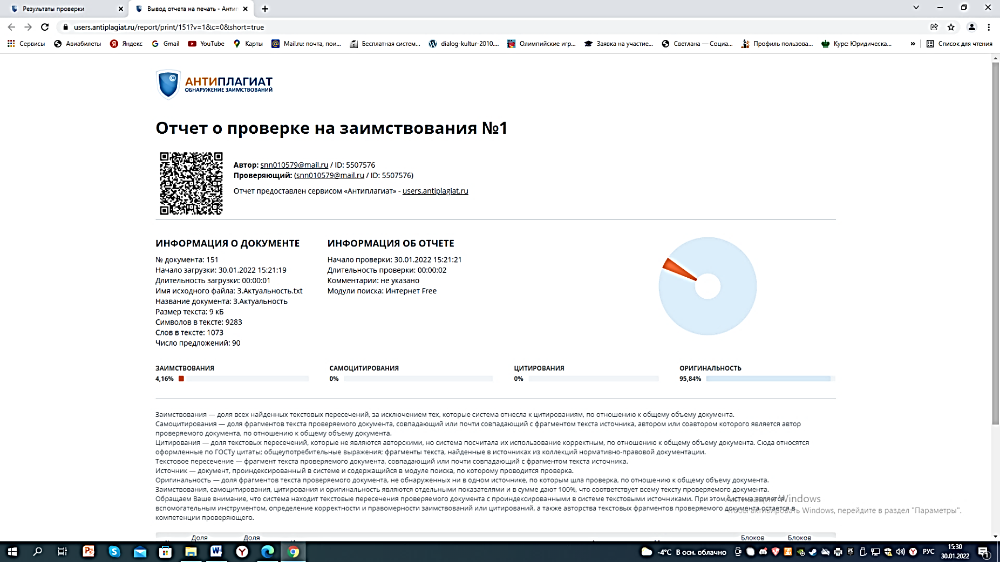 Результаты проверки
Вывод отчета на печать - Анти
users.antiplagiat.ru/report/print/151?v=1&c=0&short=true
Сервисы Авиабилеты Яндекс Gmail YouTube Карты Mail.ru: почта, пои... Бесплатная систем... dialog-kultur-2010.... Олимпийские игр... Заявка на участие... Светлана — Социа... Профиль пользова... Курс: Юридическа... » Список для чтения
АНТИПЛАГИАТ
ОБНАРУЖЕНИЕ ЗАИМСТВОВАНИЙ
Отчет о проверке на заимствования №1
Автор: snn010579@mail.ru / ID: 5507576
Проверяющий: (snn010579@mail.ru / ID: 5507576)
Отчет предоставлен сервисом «Антиплагиат» - users.antiplagiat.ru
ИНФОРМАЦИЯ О ДОКУМЕНТЕ
№ документа: 151
Начало загрузки: 30.01.2022 15:21:19
Длительность загрузки: 00:00:01
Имя исходного файла: 3.Актуальность.txt
Название документа: 3.Актуальность
Размер текста: 9 кБ
Символов в тексте: 9283
Слов в тексте: 1073
Число предложений: 90
ИНФОРМАЦИЯ ОБ ОТЧЕТЕ
Начало проверки: 30.01.2022 15:21:21
Длительность проверки: 00:00:02
Комментарии: не указано
Модули поиска: Интернет Free
ЗАИМСТВОВАНИЯ
4,16%
САМОЦИТИРОВАНИЯ
0%
ЦИТИРОВАНИЯ
0%
ОРИГИНАЛЬНОСТЬ
95,84%
Заимствования — доля всех найденных текстовых пересечений, за исключением тех, которые система отнесла к цитированиям, по отношению к общему объему документа.
Самоцитирования — доля фрагментов текста проверяемого документа, совпадающий или почти совпадающий с фрагментом текста источника, автором или соавтором которого является автор
проверяемого документа, по отношению к общему объему документа.
Цитирования — доля текстовых пересечений, которые не являются авторскими, но система посчитала их использование корректным, по отношению к общему объему документа. Сюда относятся
оформленные по ГОСТу цитаты; общеупотребительные выражения; фрагменты текста, найденные в источниках из коллекций нормативно-правовой документации.
Текстовое пересечение — фрагмент текста проверяемого документа, совпадающий или почти совпадающий с фрагментом текста источника.
Источник — документ, проиндексированный в системе и содержащийся в модуле поиска, по которому проводится проверка.
Оригинальность — доля фрагментов текста проверяемого документа, не обнаруженных ни в одном источнике, по которым шла проверка, по отношению к общему объему документа.
Заимствования, самоцитирования, цитирования и оригинальность являются отдельными показателями и в сумме дают 100%, что соответствует всему тексту проверяемого документа.
Обращаем Ваше внимание, что система находит текстовые пересечения проверяемого документа с проиндексированными в системе текстовыми источниками. При этом система является
вспомогательным инструментом, определение корректности и правомерности заимствований или цитирований, а также авторства текстовых фрагментов проверяемого документа остается в
компетенции проверяющего.
Активация Windows
Чтобы активировать Windows, перейдите в раздел "Параметры".
Доля Доля Блоков Блоков
-4°C В осн. облачно РУС
15:30
30.01.2022